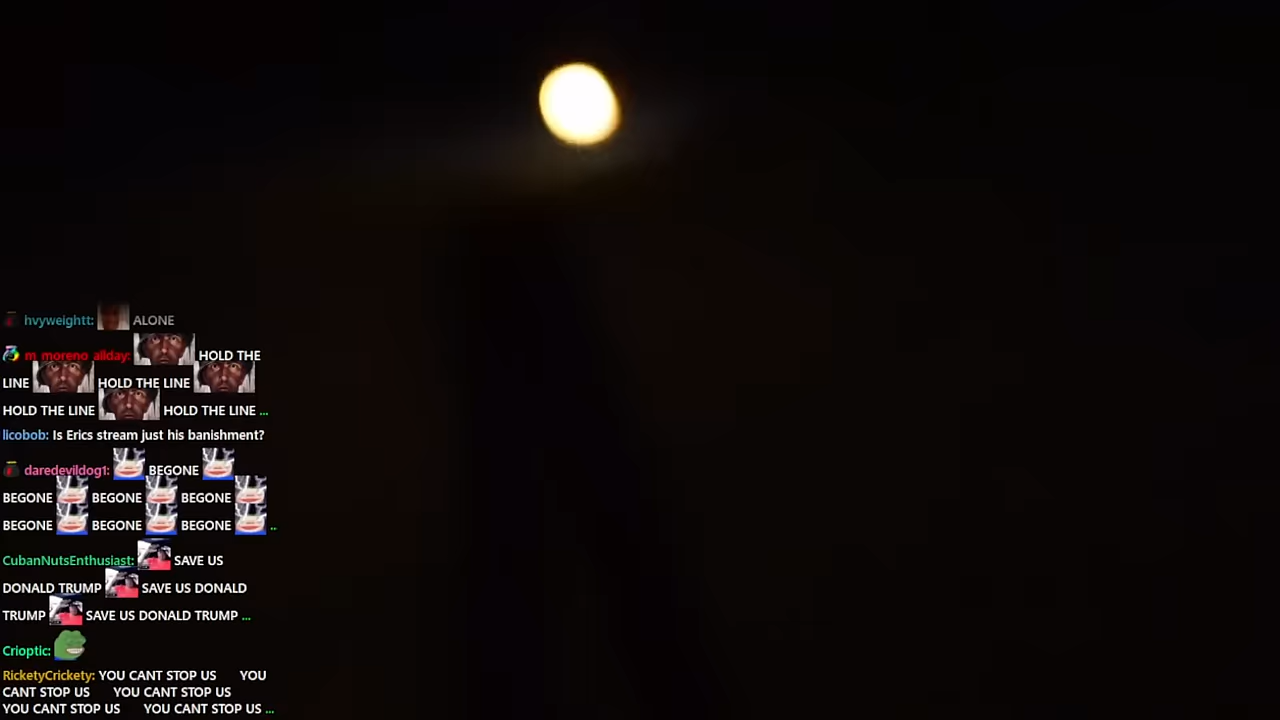 hvyweightt: ALONE
m_moreno_allday: HOLD THE
LINE HOLD THE LINE
HOLD THE LINE HOLD THE LINE ...
licobob: Is Erics stream just his banishment?
daredevildog1: BEGONE
BEGONE BEGONE BEGONE
BEGONE BEGONE BEGONE ..
CubanNutsEnthusiast: SAVE US
DONALD TRUMP SAVE US DONALD
TRUMP SAVE US DONALD TRUMP ...
Crioptic:
RicketyCrickety: YOU CANT STOP US YOU
CANT STOP US YOU CANT STOP US
YOU CANT STOP US YOU CANT STOP US ...